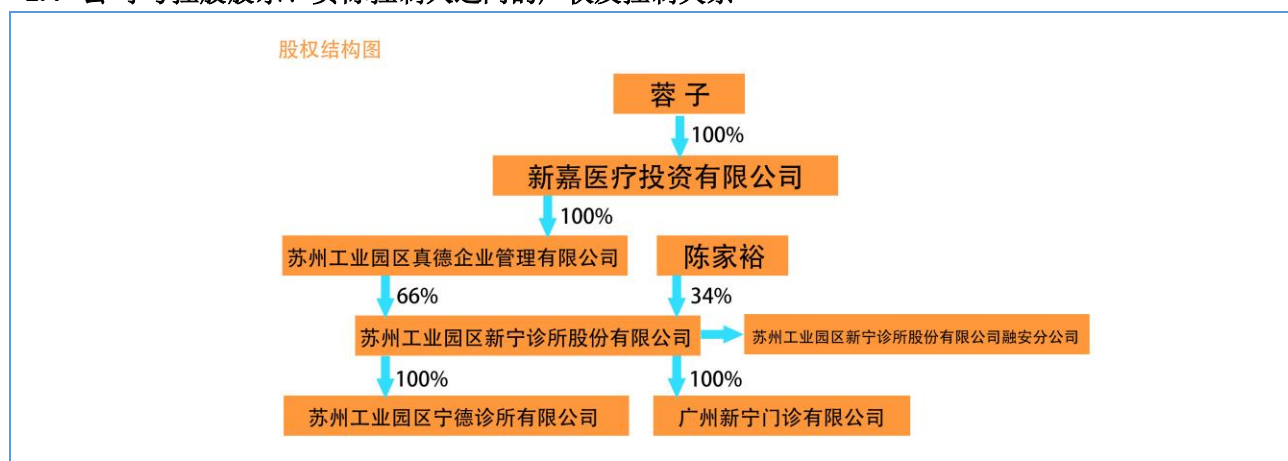 股权结构图
蓉 子
100%
新嘉医疗投资有限公司
100%
苏州工业园区真德企业管理有限公司
陈家裕
66%
34%
苏州工业园区新宁诊所股份有限公司
苏州工业园区新宁诊所股份有限公司融安分公司
100%
100%
苏州工业园区宁德诊所有限公司
广州新宁门诊有限公司